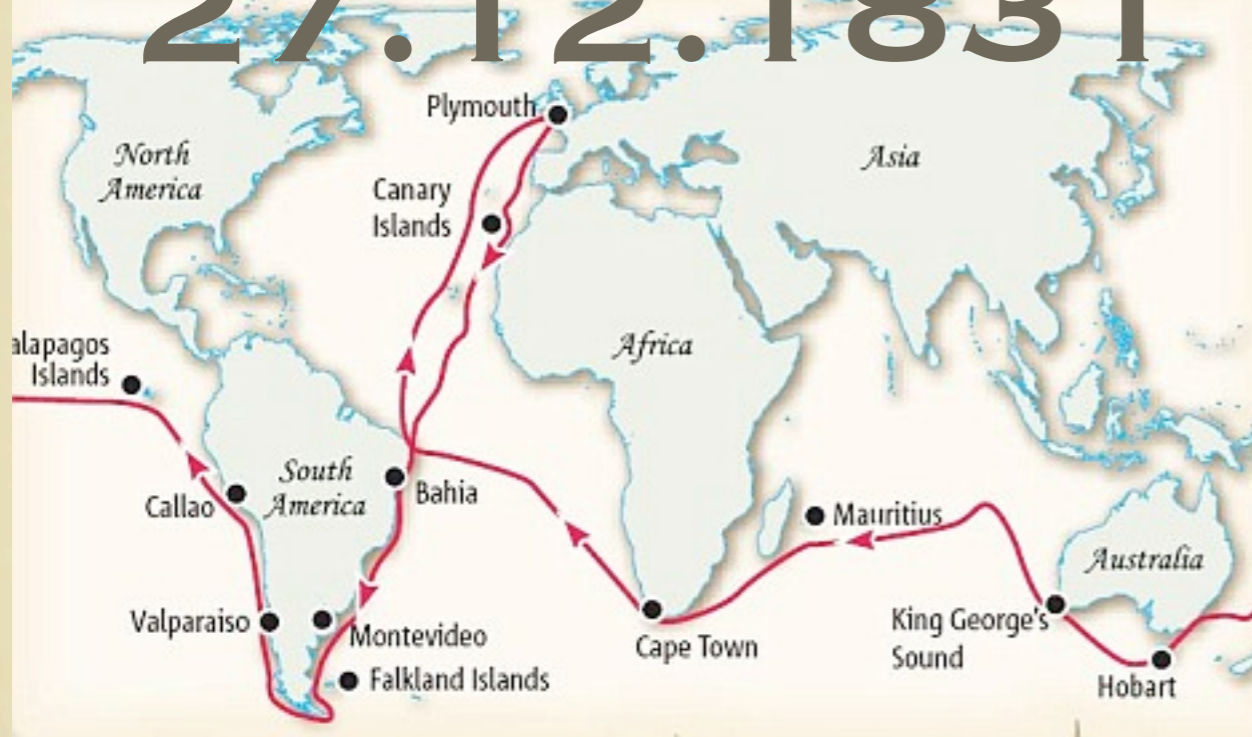 27.12.1831
Plymouth
North
America
Asia
Canary
Islands
Africa
alapagos
Islands
South
America
Callao
Bahia
Mauritius
Australia
Valparaiso
Montevideo
King George's
Sound
Cape Town
Falkland Islands
Hobart